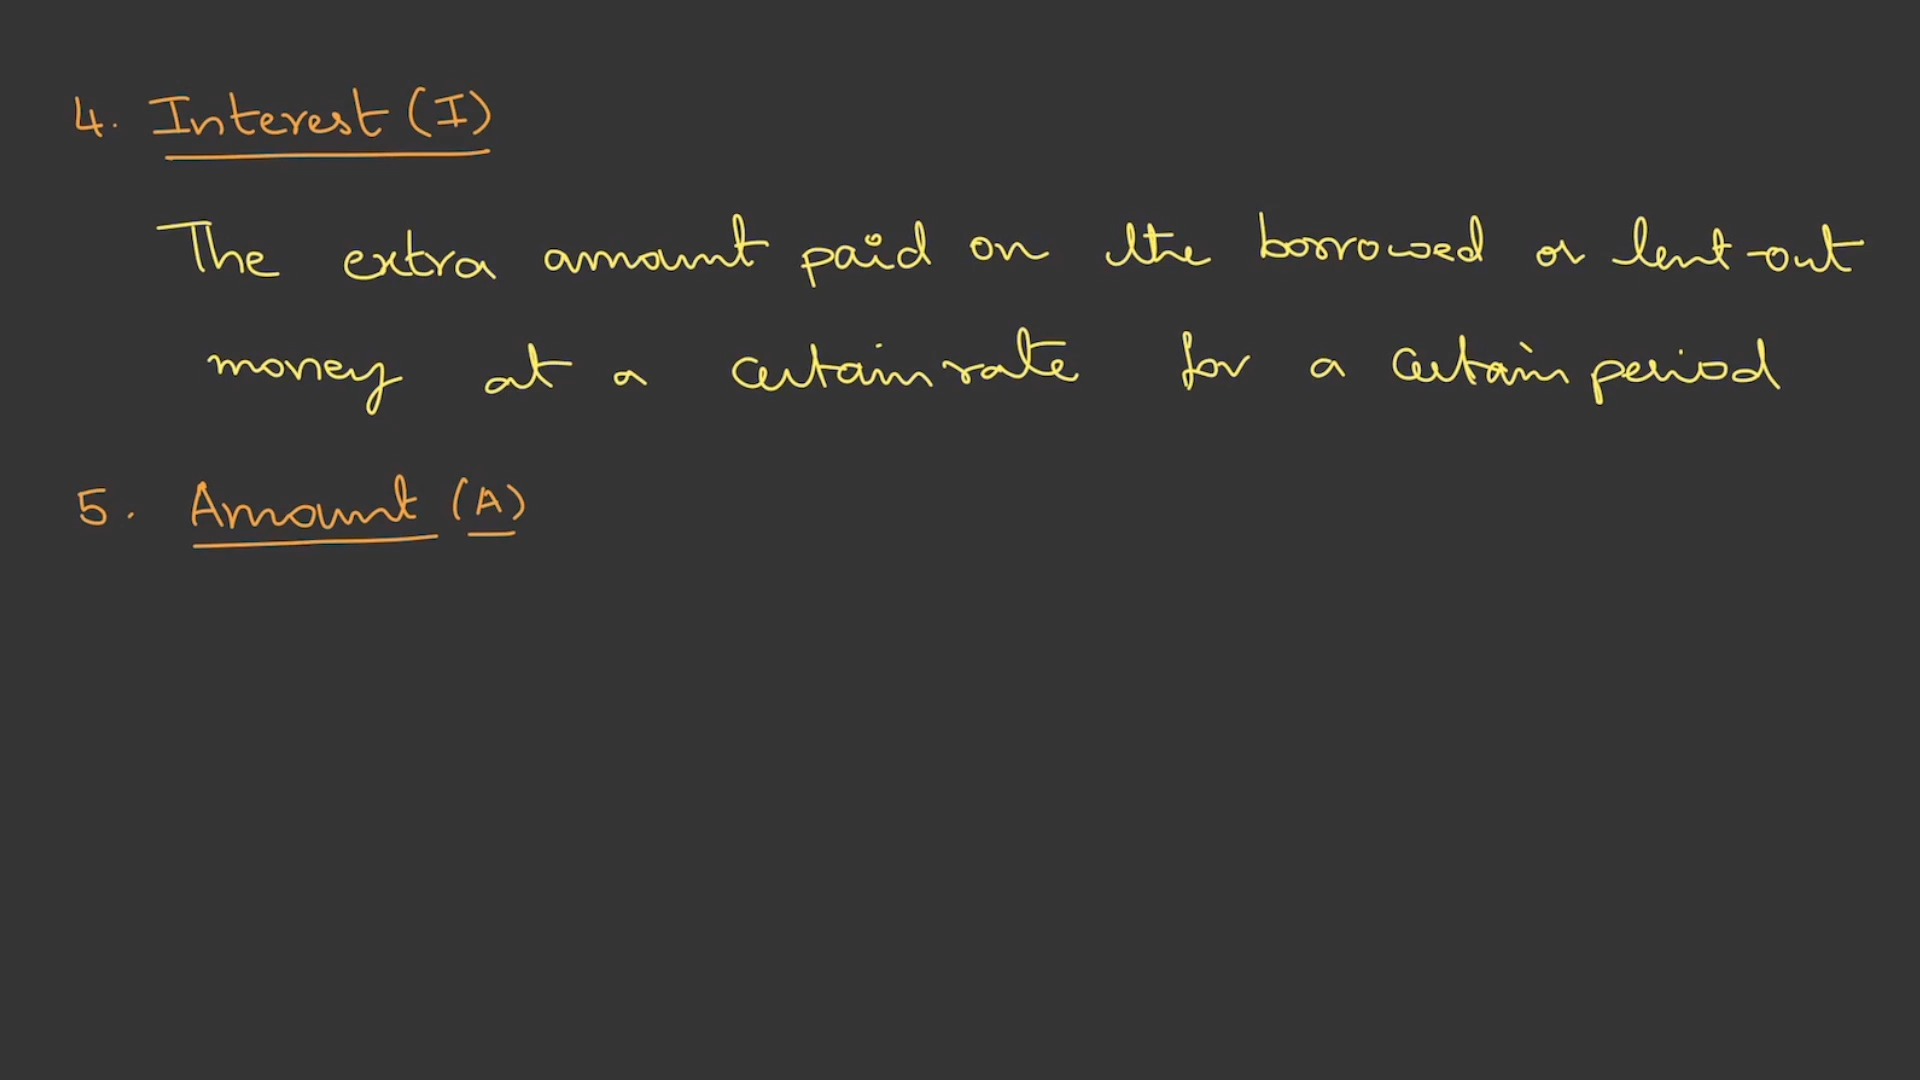 4. Interest (I)
The extra amount paid on the borrowed or lent-out
money at a certain rate for a certain period
5. Amount (A)